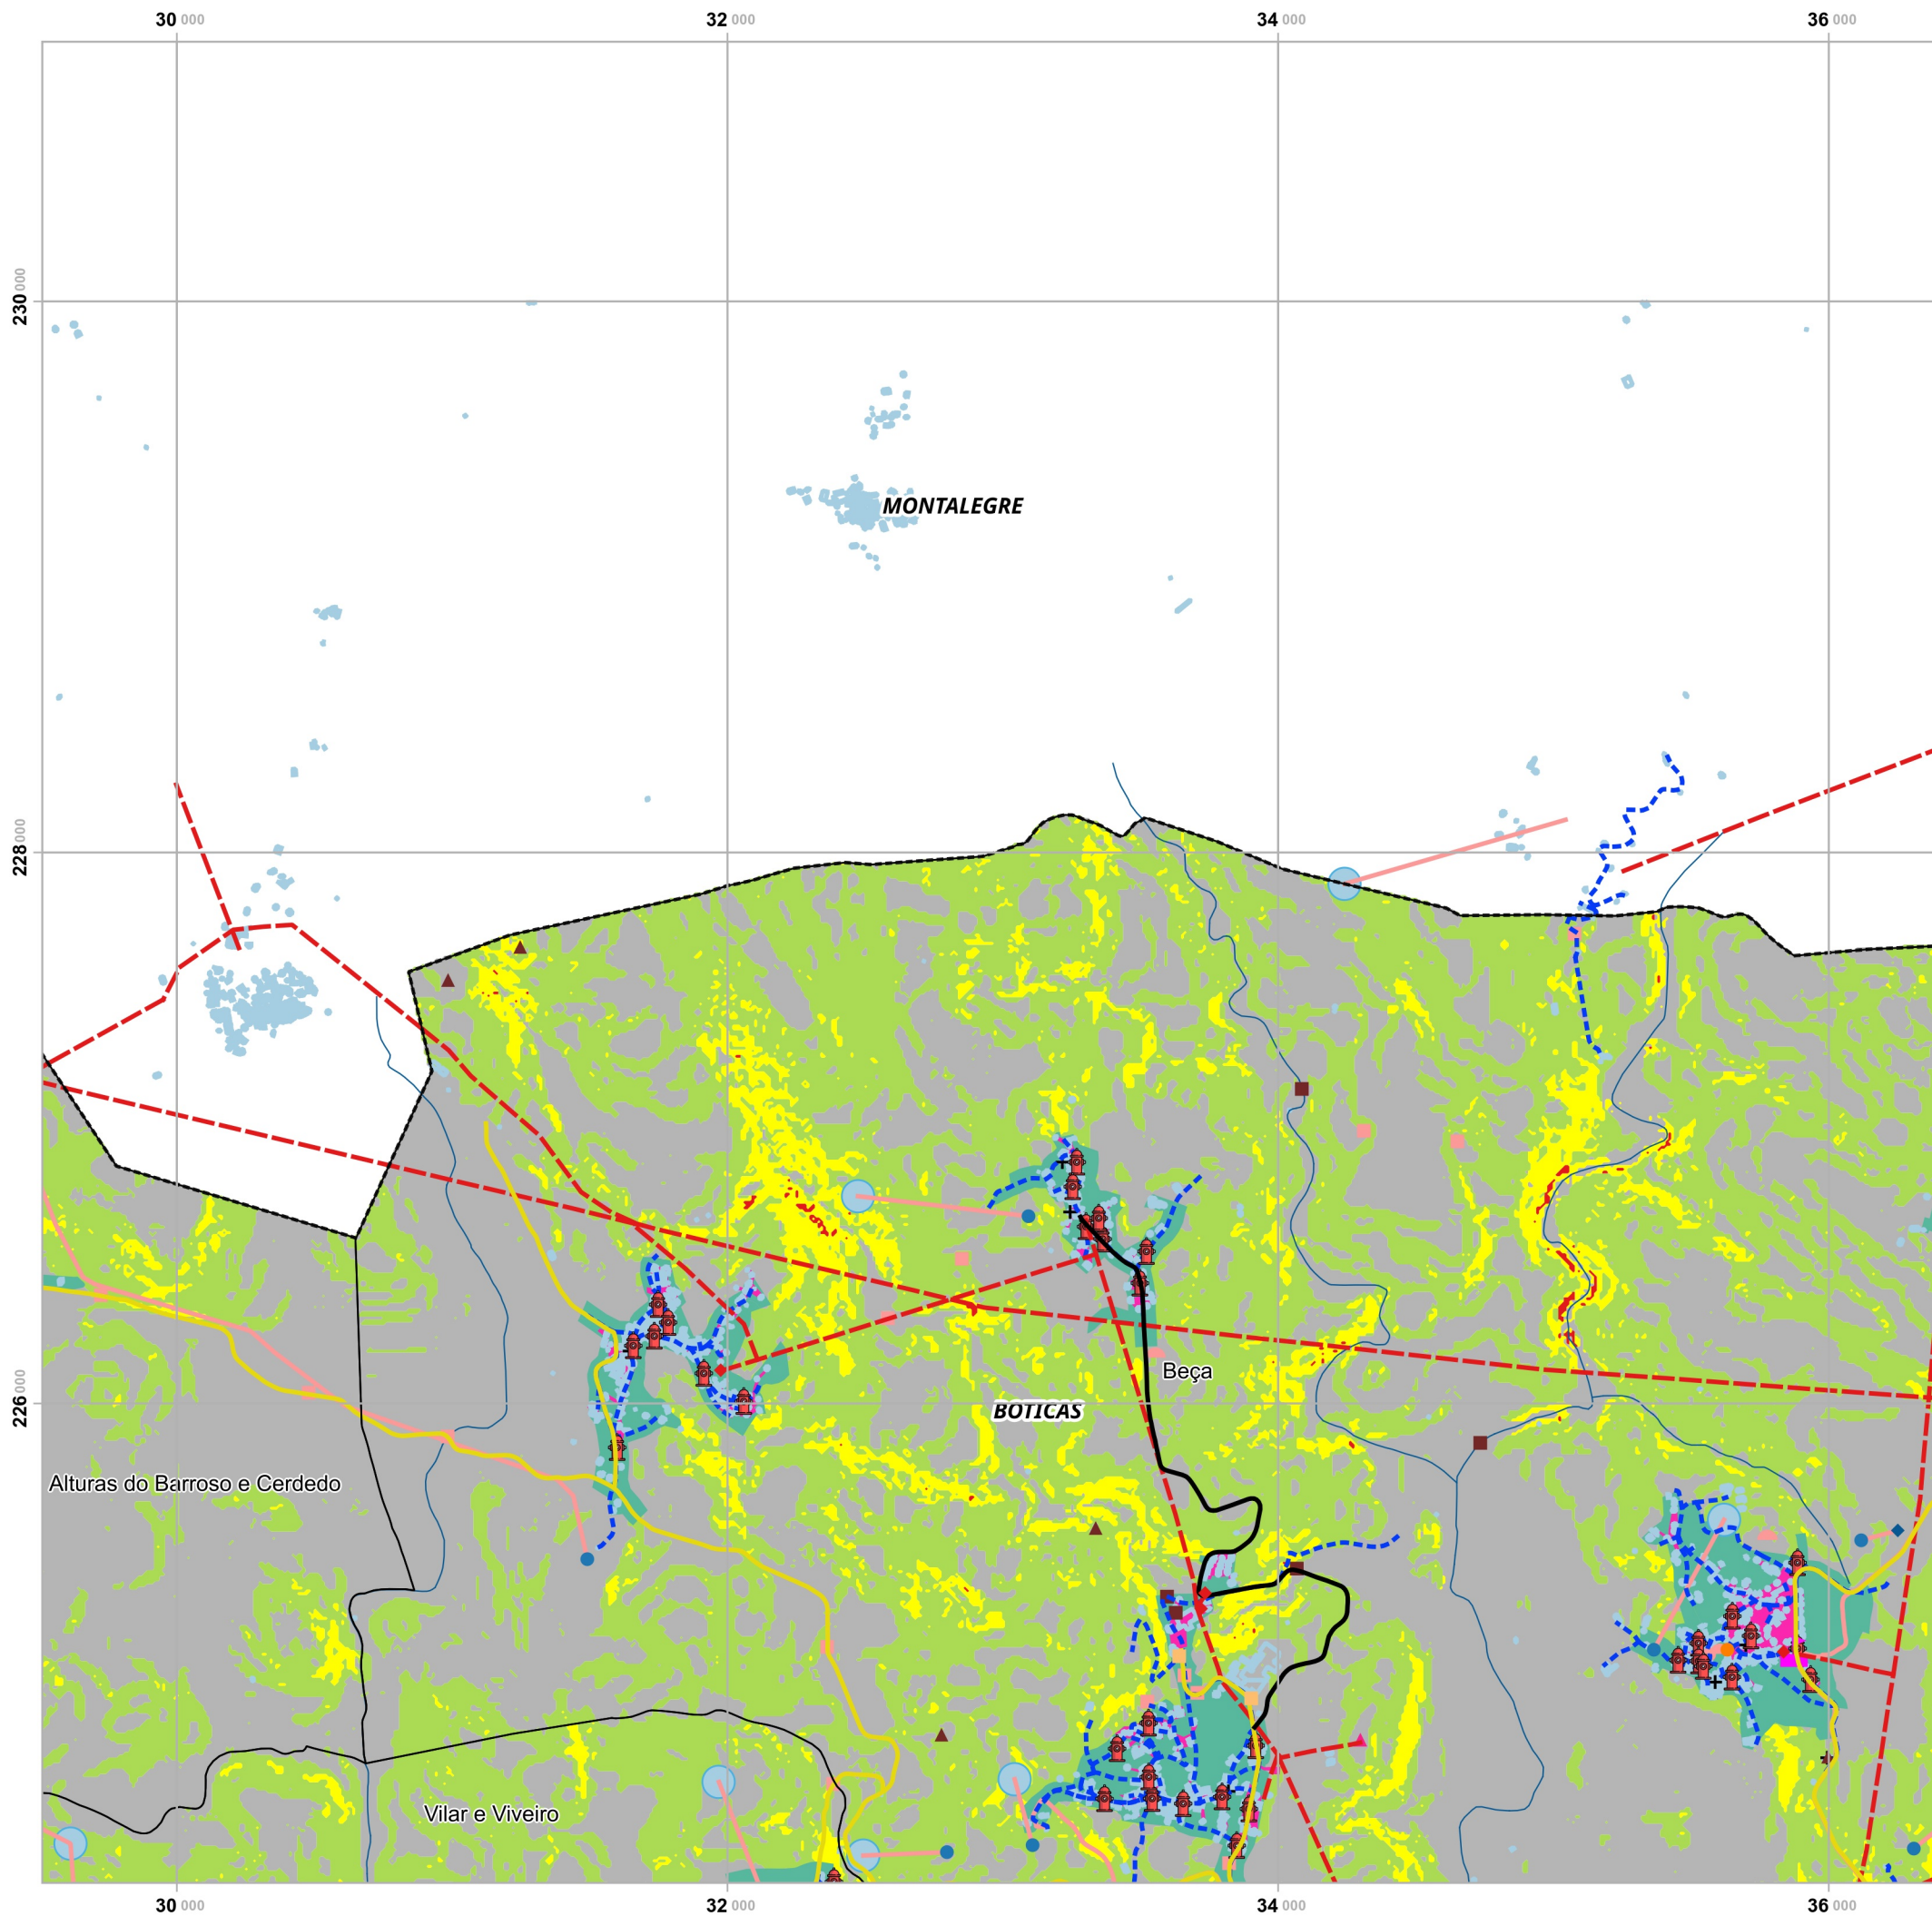 30 000 32 000 34 000 36 000
230 000
MONTALEGRE
228 000
Beça
226 000
BOTICAS
Alturas do Barroso e Cerdedo
Vilar e Viveiro
30 000 32 000 34 000 36 000